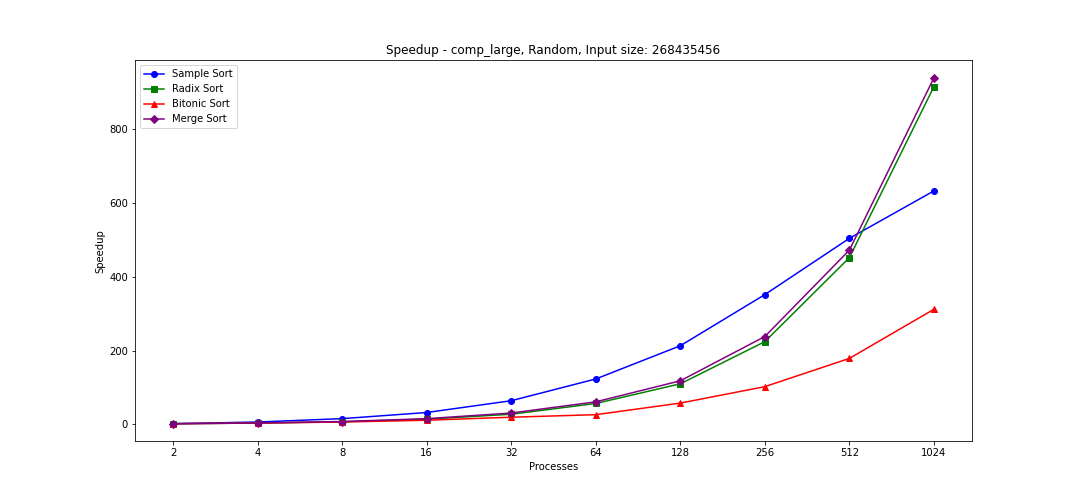 Speedup - comp_large, Random, Input size: 268435456
Sample Sort
Radix Sort
Bitonic Sort
Merge Sort
Speedup
800
600
400
200
0
2 4 8 16 32 64 128 256 512 1024
Processes